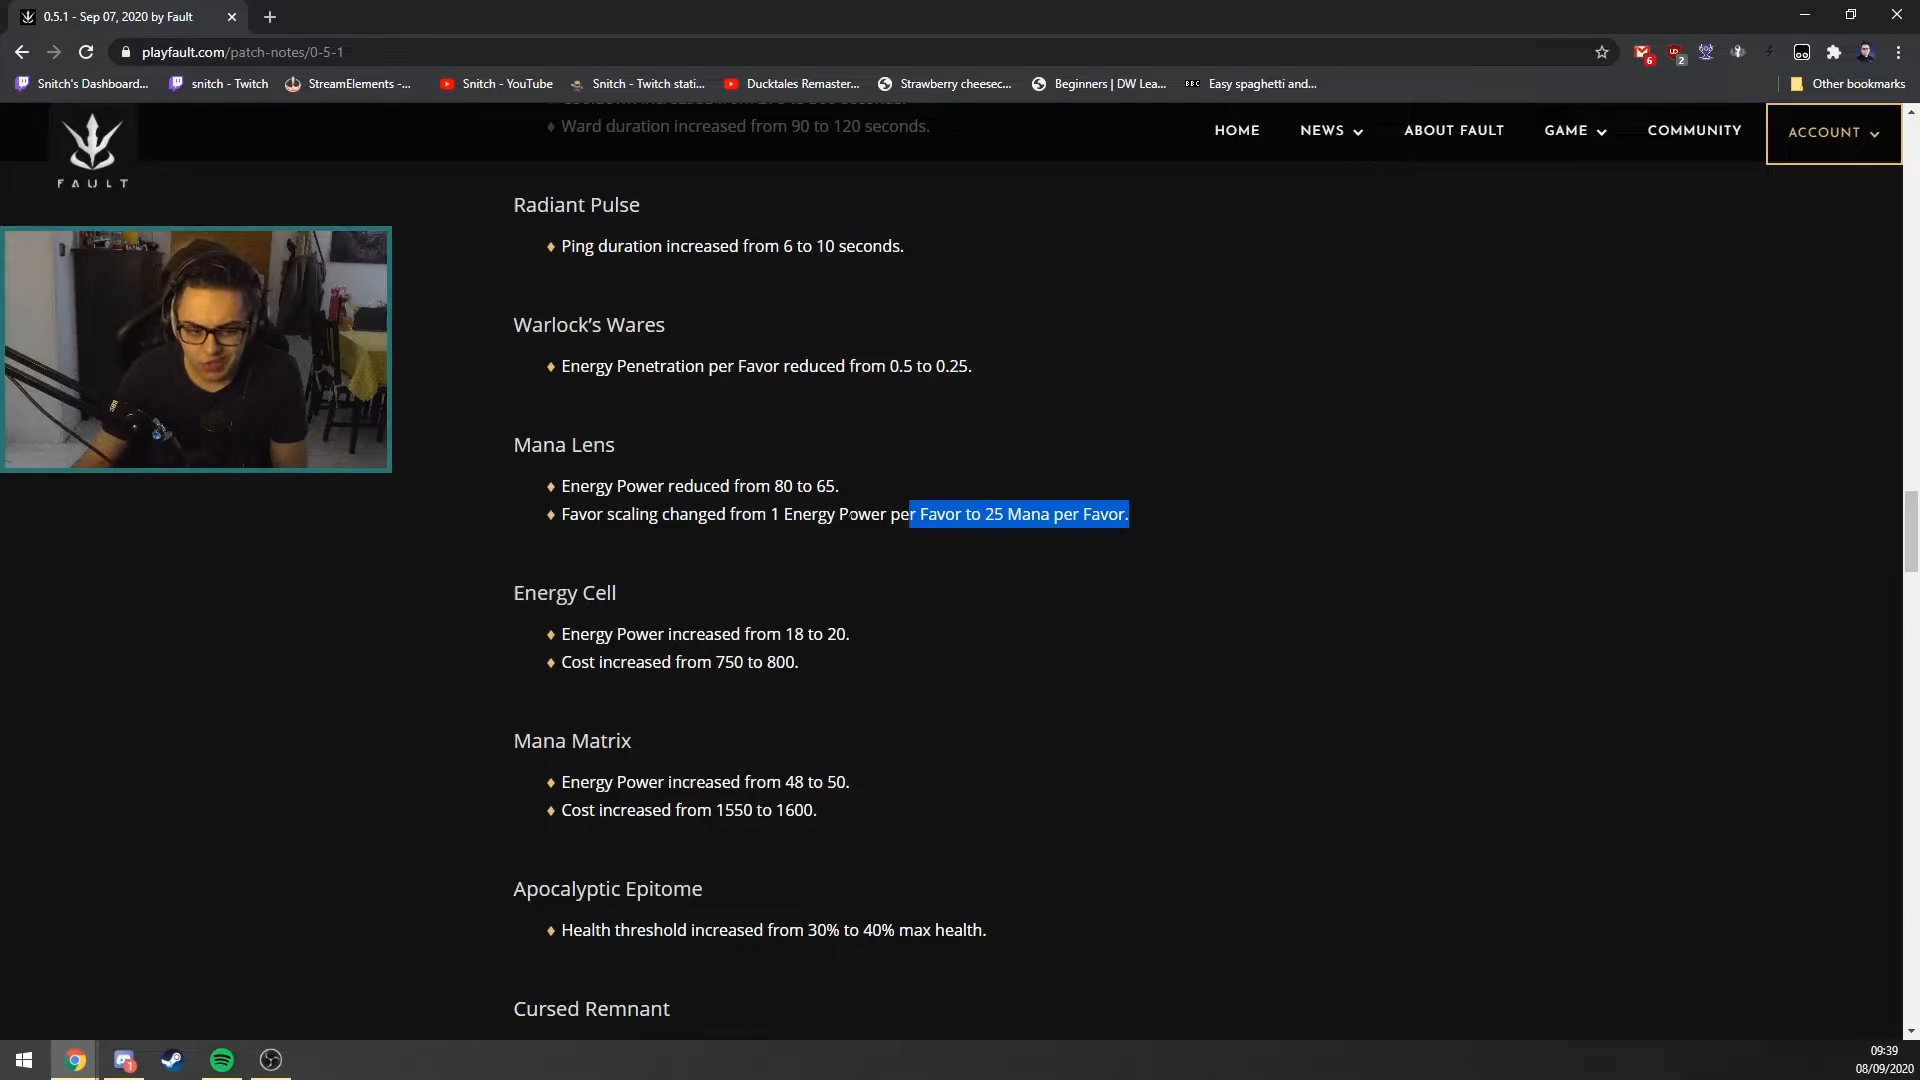 0.5.1 - Sep 07, 2020 by Fault
playfault.com/patch-notes/0-5-1
6
2
Snitch's Dashboard...
snitch - Twitch
StreamElements -...
Snitch - YouTube
Snitch - Twitch stati...
Ducktales Remaster...
Strawberry cheesec...
Beginners | DW Lea...
BBC
Easy spaghetti and...
Other bookmarks
FAULT
HOME
NEWS
ABOUT FAULT
GAME
COMMUNITY
ACCOUNT
Ward duration increased from 90 to 120 seconds.
Radiant Pulse
Ping duration increased from 6 to 10 seconds.
Warlock’s Wares
Energy Penetration per Favor reduced from 0.5 to 0.25.
Mana Lens
Energy Power reduced from 80 to 65.
Favor scaling changed from 1 Energy Power per Favor to 25 Mana per Favor.
Energy Cell
Energy Power increased from 18 to 20.
Cost increased from 750 to 800.
Mana Matrix
Energy Power increased from 48 to 50.
Cost increased from 1550 to 1600.
Apocalyptic Epitome
Health threshold increased from 30% to 40% max health.
Cursed Remnant
1
09:39
08/09/2020